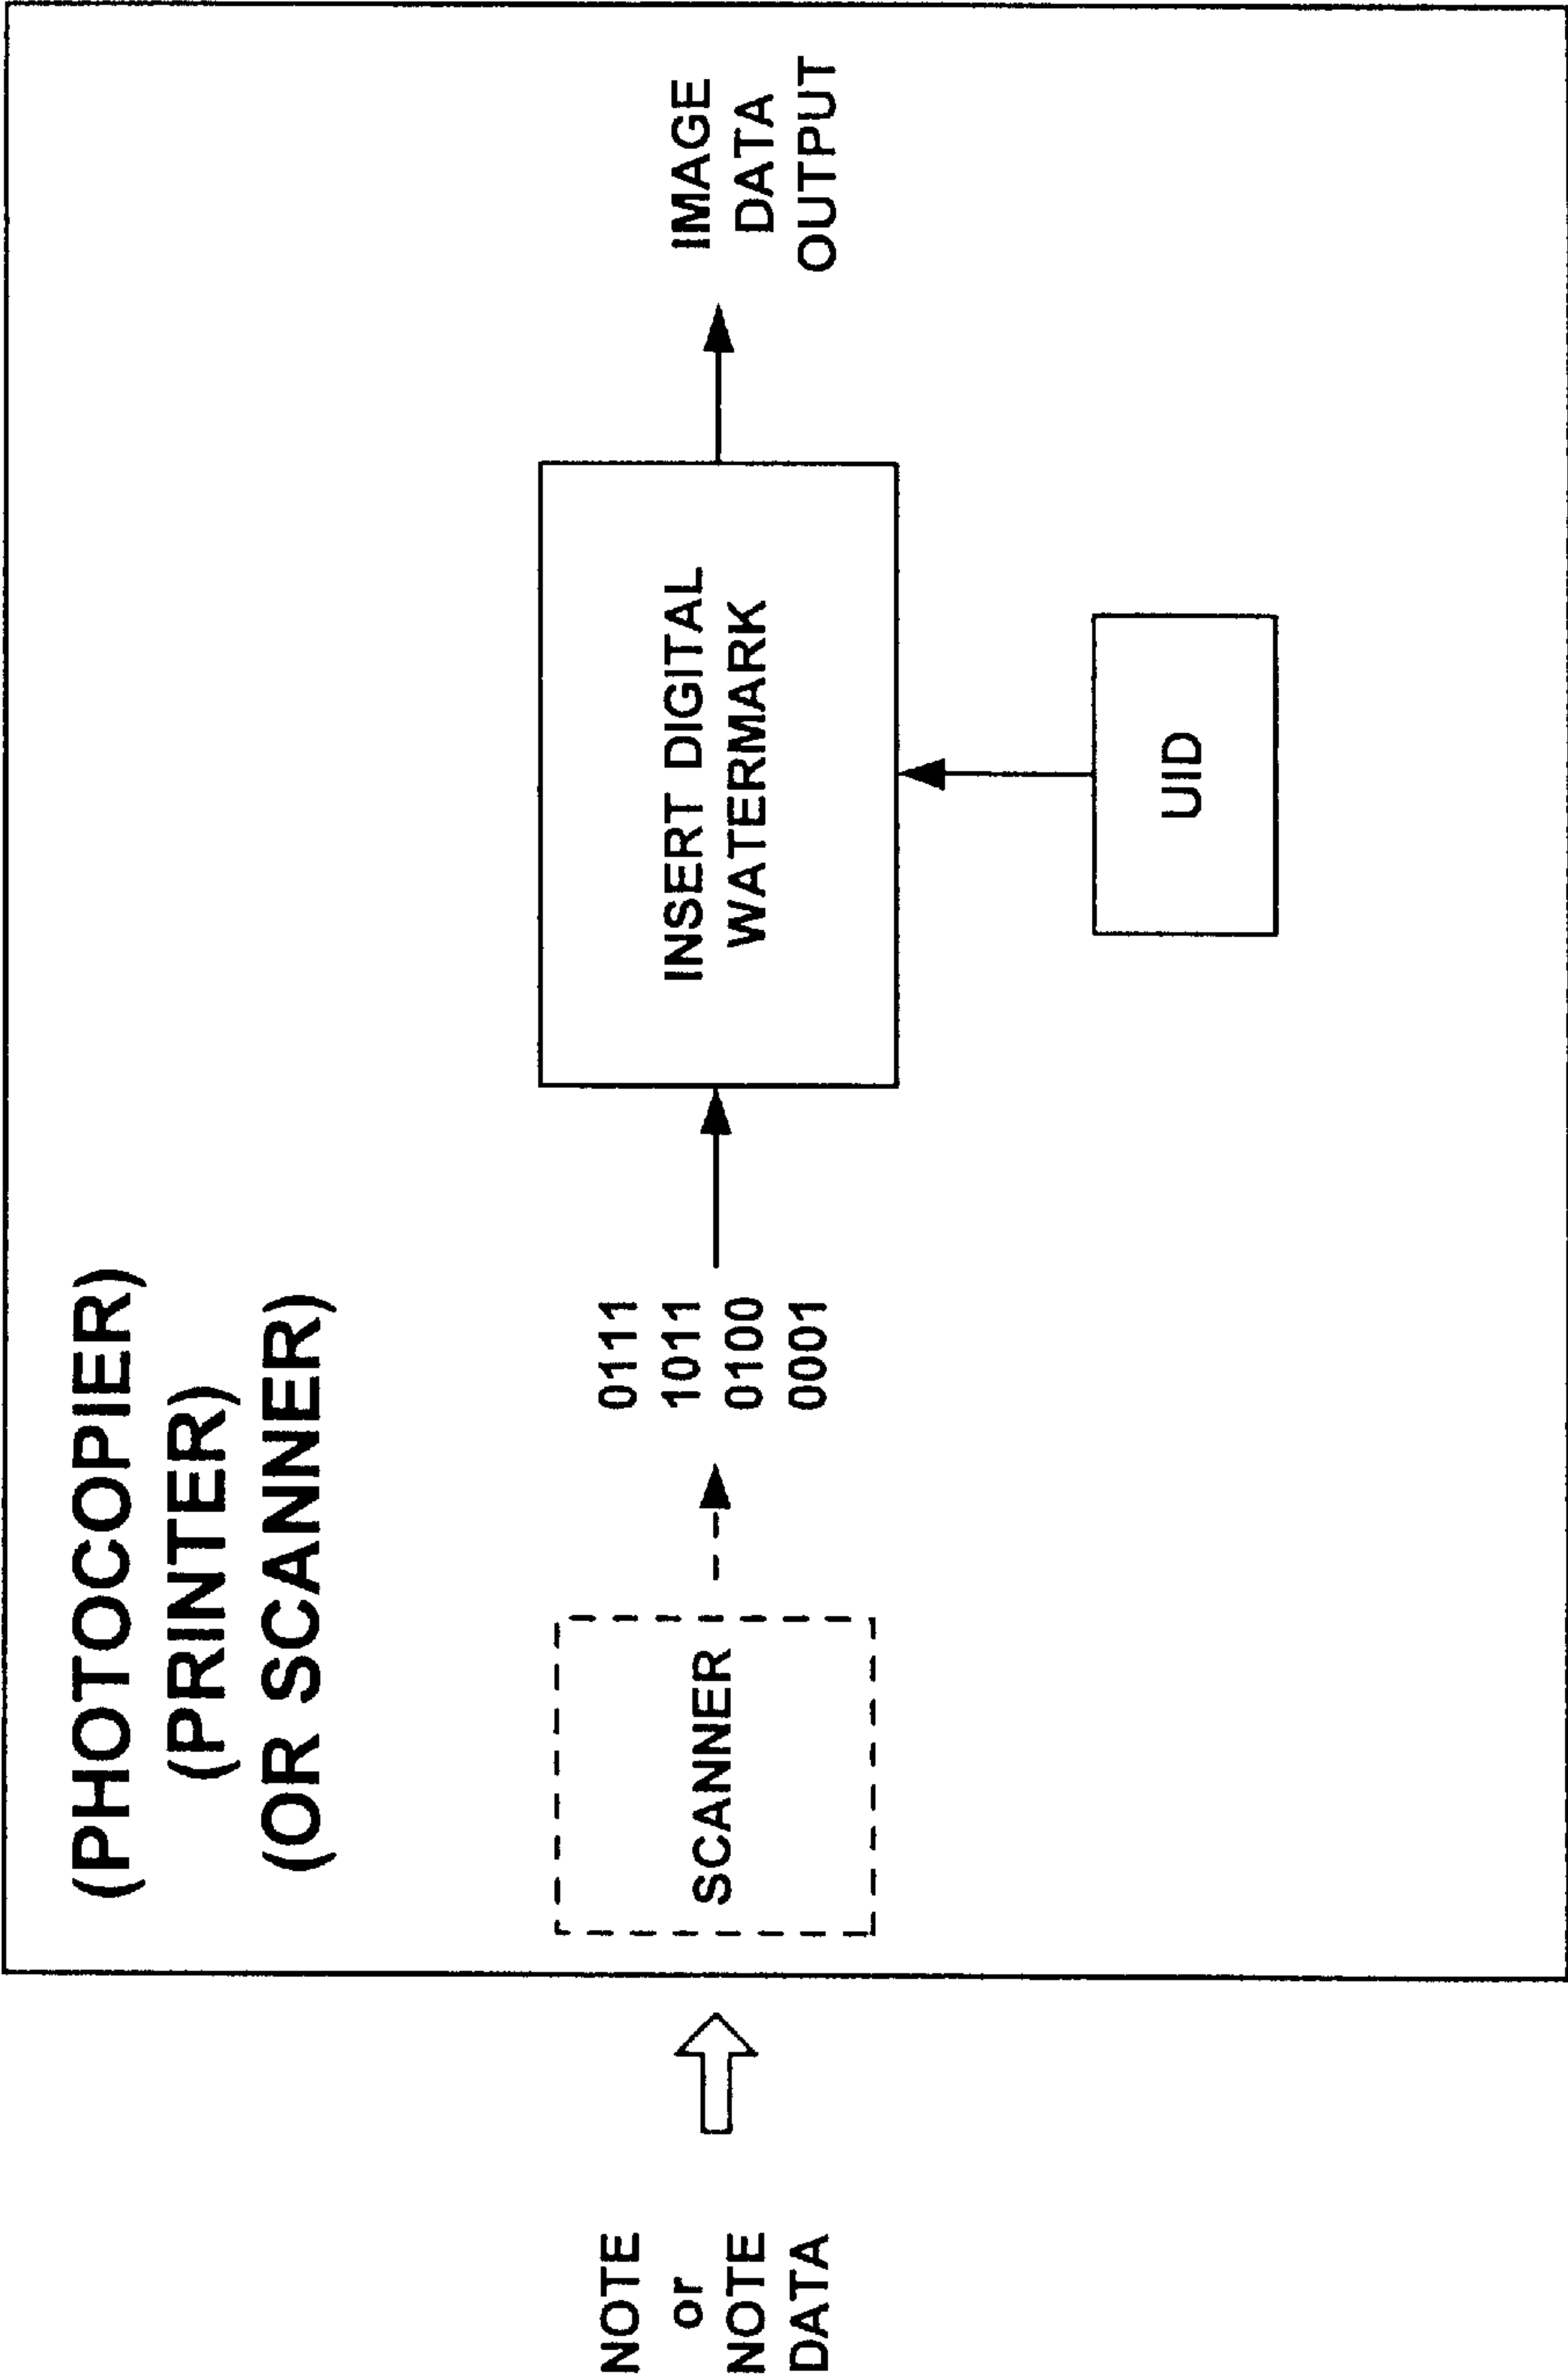 (PHOTOCOPIER)
(PRINTER)
(OR SCANNER)
NOTE
or
NOTE
DATA
SCANNER
0111
1011
0100
0001
INSERT DIGITAL
WATERMARK
UID
IMAGE
DATA
OUTPUT